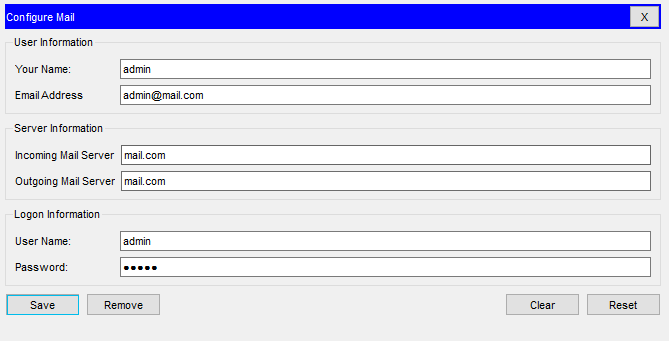 Configure Mail X
User Information
Your Name: admin
Email Address admin@mail.com
Server Information
Incoming Mail Server mail.com
Outgoing Mail Server mail.com
Logon Information
User Name: admin
Password: ●●●●●
Save Remove Clear Reset